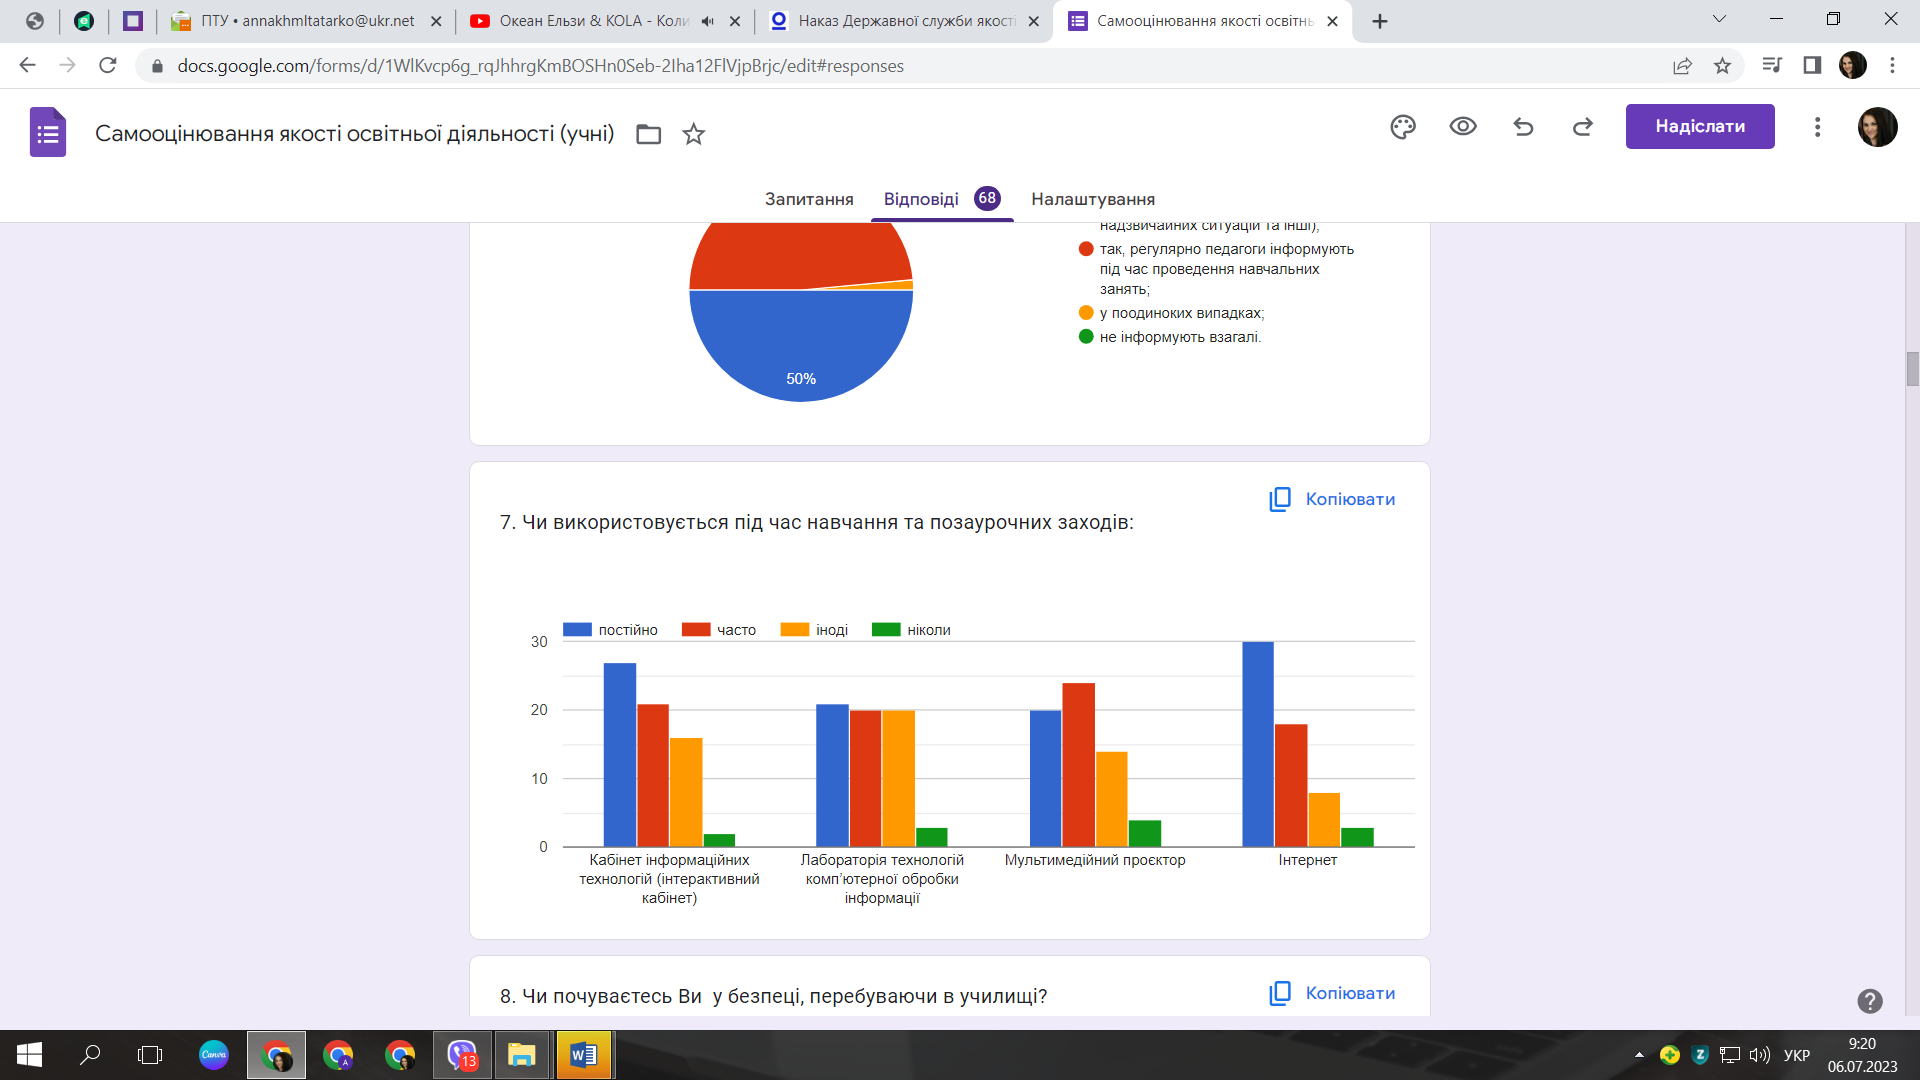 ПТУ • annakhmltatarko@ukr.net
Океан Ельзи & KOLA - Коли
Наказ Державної служби якості
Самооцінювання якості освітнь
docs.google.com/forms/d/1WlKvcp6g_rqJhhrgKmBOSHn0Seb-2Iha12FlVjpBrjc/edit#responses
Самооцінювання якості освітньої діяльності (учні)
Надіслати
Запитання Відповіді 68 Налаштування
надзвичайних ситуацій та інші);
так, регулярно педагоги інформують
під час проведення навчальних
занять;
у поодиноких випадках;
не інформують взагалі.
50%
Копіювати
7. Чи використовується під час навчання та позаурочних заходів:
постійно часто іноді ніколи
30
20
10
0
Кабінет інформаційних
технологій (інтерактивний
кабінет)
Лабораторія технологій
комп'ютерної обробки
інформації
Мультимедійний проєктор
Інтернет
8. Чи почуваєтесь Ви у безпеці, перебуваючи в училищі?
Копіювати
Canva
A
13
УКР
9:20
06.07.2023